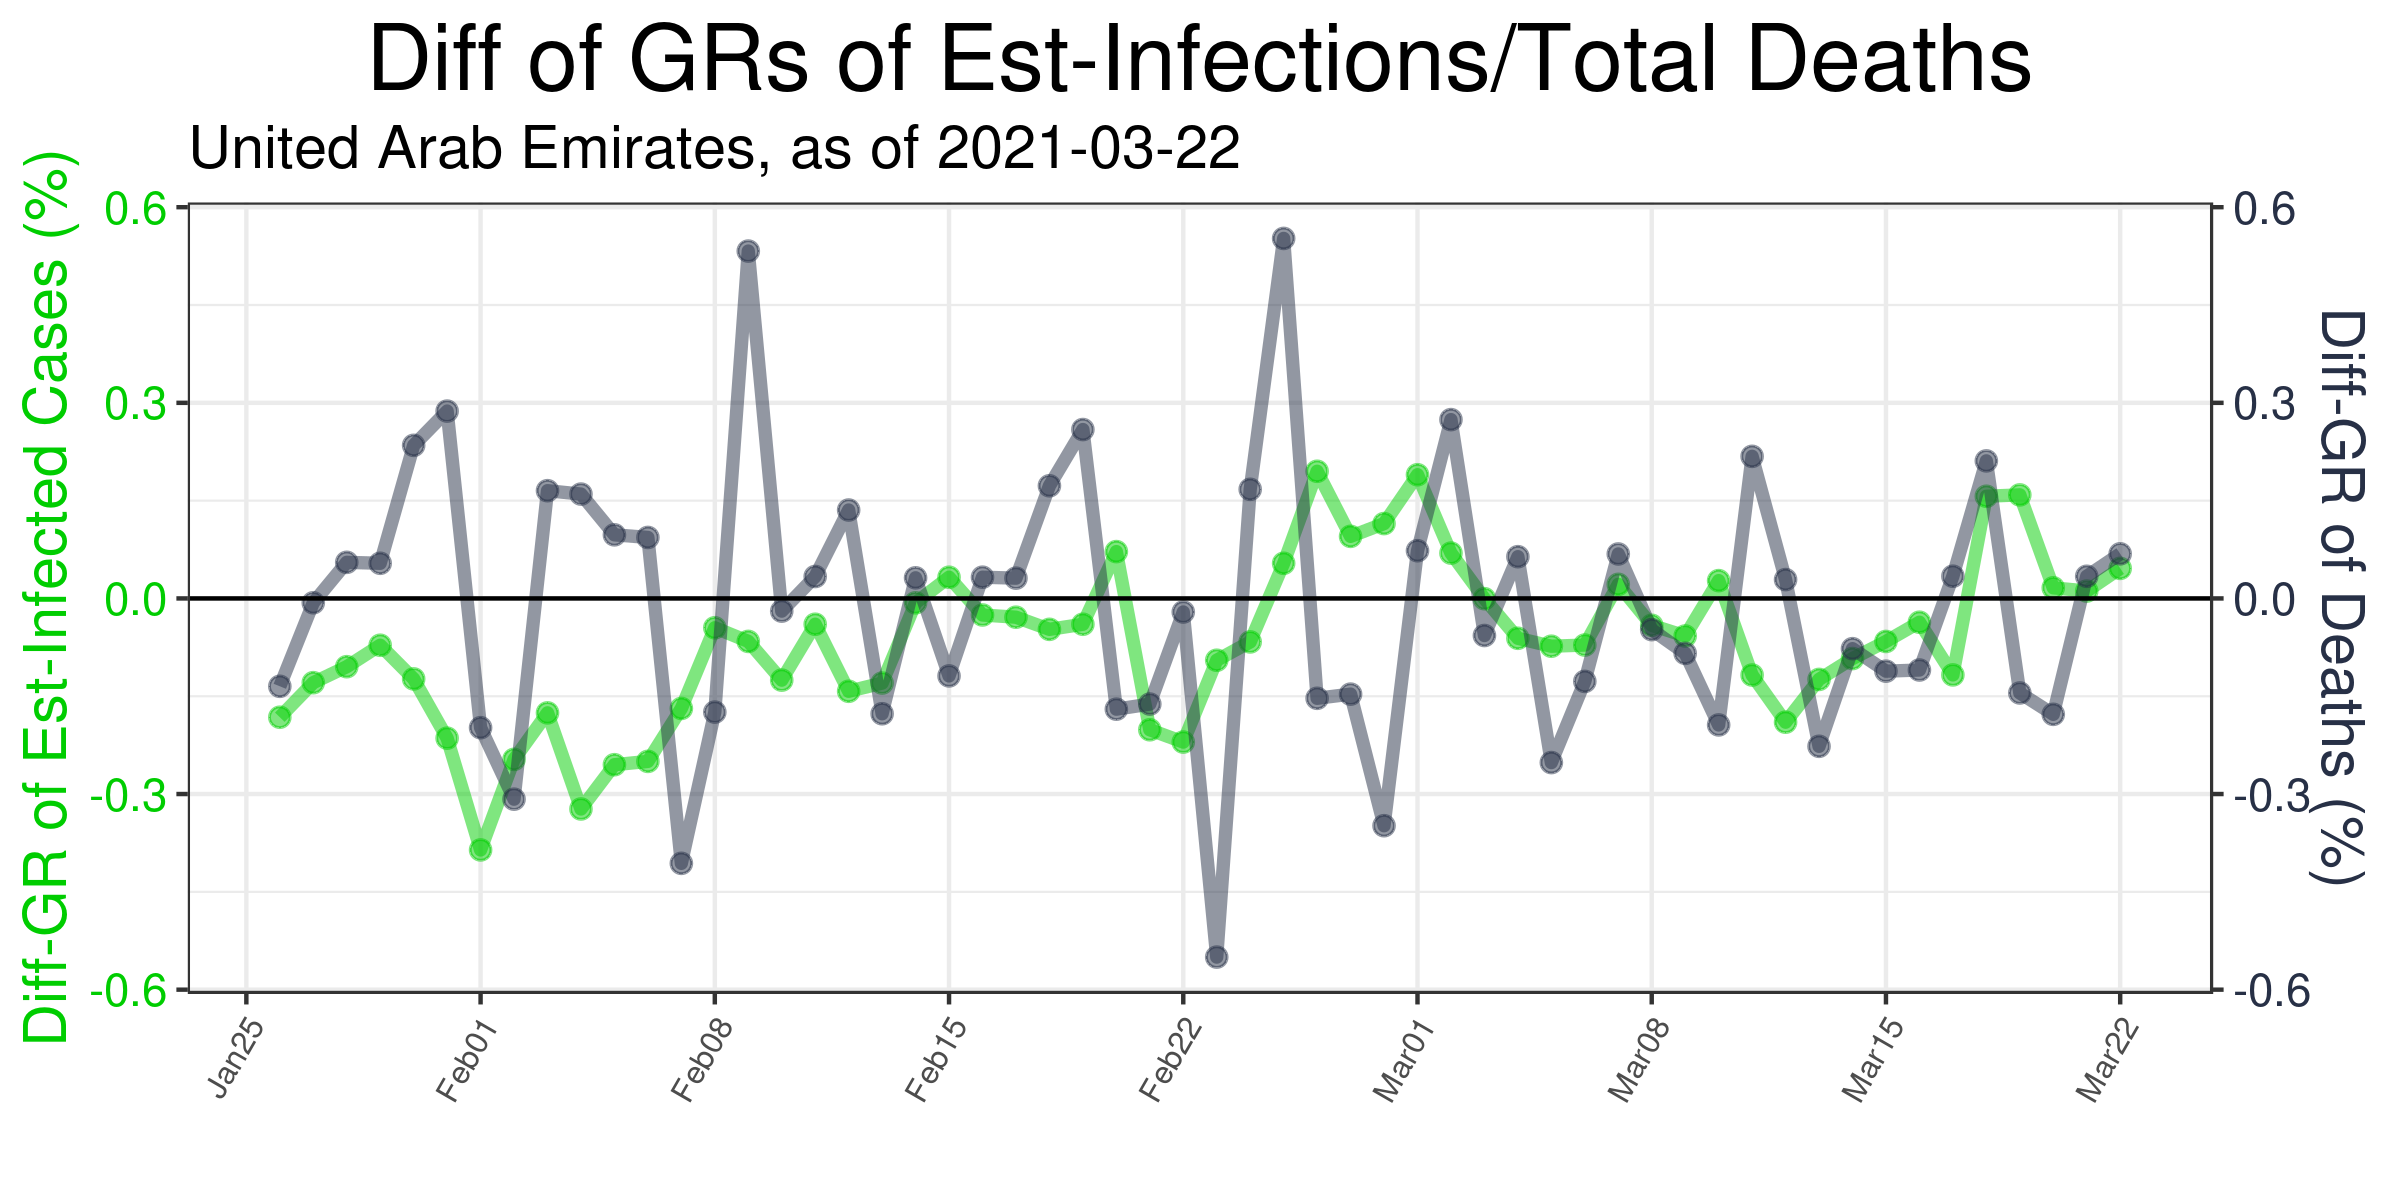 Diff of GRs of Est-Infections/Total Deaths
United Arab Emirates, as of 2021-03-22
Diff-GR of Est-Infected Cases (%)
0.6
0.3
0.0
-0.3
-0.6
0.6
0.3
0.0
-0.3
-0.6
Diff-GR of Deaths (%)
Jan25
Feb01
Feb08
Feb15
Feb22
Mar01
Mar08
Mar15
Mar22